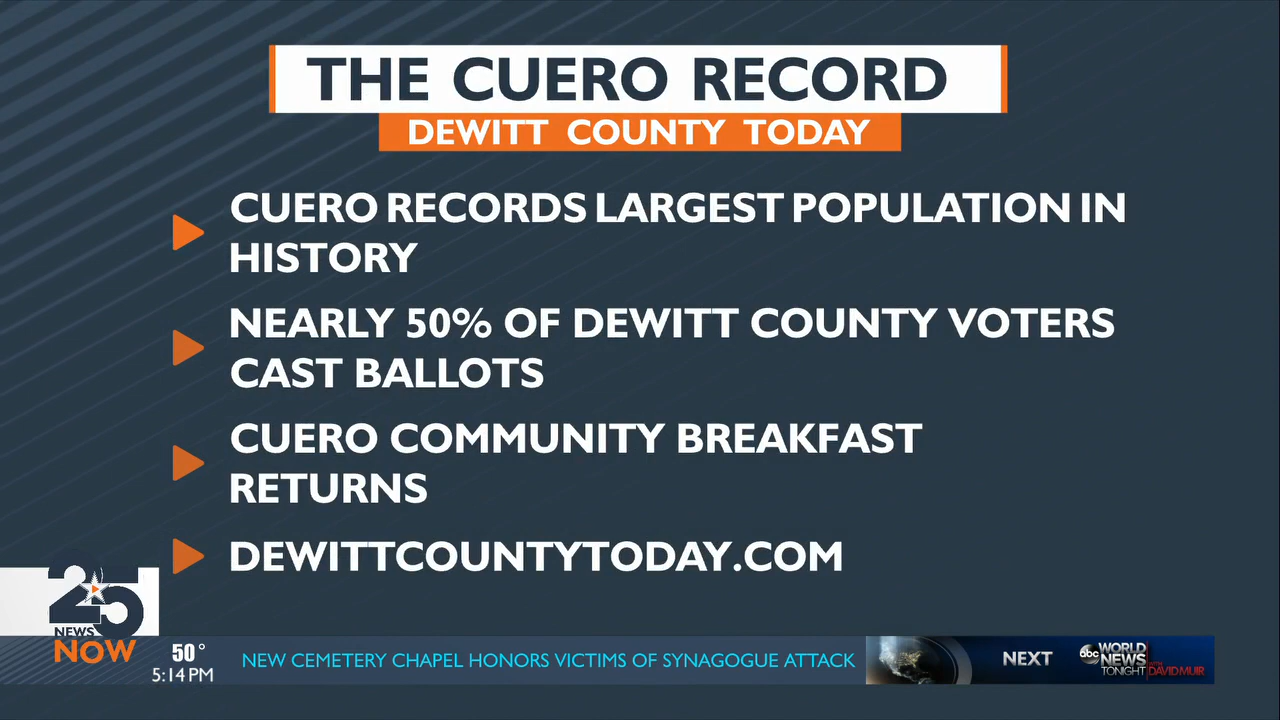 THE CUERO RECORD
DEWITT COUNTY TODAY
CUERO RECORDS LARGEST POPULATION IN
HISTORY
NEARLY 50% OF DEWITT COUNTY VOTERS
CAST BALLOTS
CUERO COMMUNITY BREAKFAST
RETURNS
DEWITTCOUNTYTODAY.COM
25
NEWS
NOW
50°
5:14 PM
NEW CEMETERY CHAPEL HONORS VICTIMS OF SYNAGOGUE ATTACK
NEXT
abc WORLD
NEWS
TONIGHT WITH DAVID MUIR